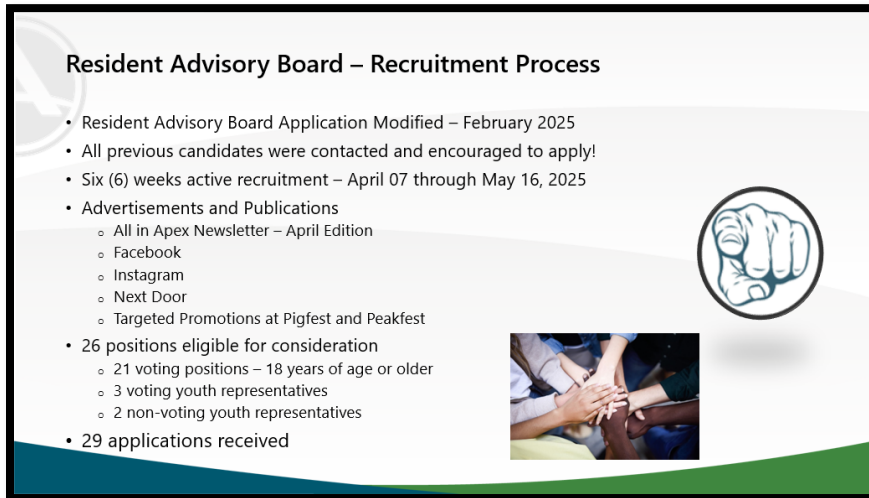 Resident Advisory Board – Recruitment Process
• Resident Advisory Board Application Modified – February 2025
• All previous candidates were contacted and encouraged to apply!
• Six (6) weeks active recruitment – April 07 through May 16, 2025
• Advertisements and Publications
o All in Apex Newsletter – April Edition
o Facebook
o Instagram
o Next Door
o Targeted Promotions at Pigfest and Peakfest
• 26 positions eligible for consideration
o 21 voting positions – 18 years of age or older
o 3 voting youth representatives
o 2 non-voting youth representatives
• 29 applications received